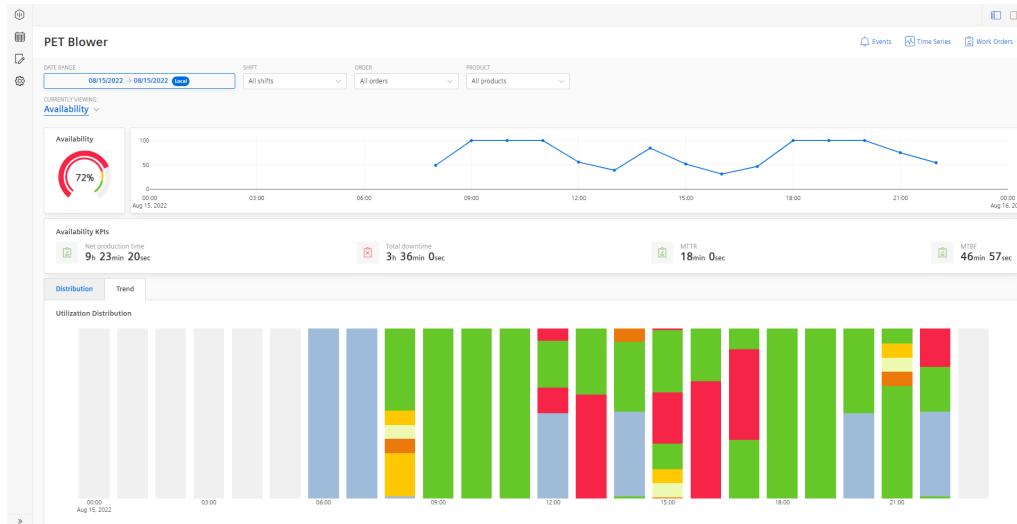 PET Blower
Events
Time Series
Work Orders
DATE RANGE
SHIFT
ORDER
PRODUCT
08/15/2022 → 08/15/2022 Local
All shifts
All orders
All products
CURRENTLY VIEWING:
Availability
Availability
72%
100
50
0
00:00 03:00 06:00 09:00 12:00 15:00 18:00 21:00 00:00
Aug 15, 2022
Aug 16, 20
Availability KPIs
Net production time
9h 23min 20sec
Total downtime
3h 36min 0sec
MTTR
18min 0sec
MTBF
46min 57sec
Distribution
Trend
Utilization Distribution
00:00 03:00 06:00 09:00 12:00 15:00 18:00 21:00
Aug 15, 2022